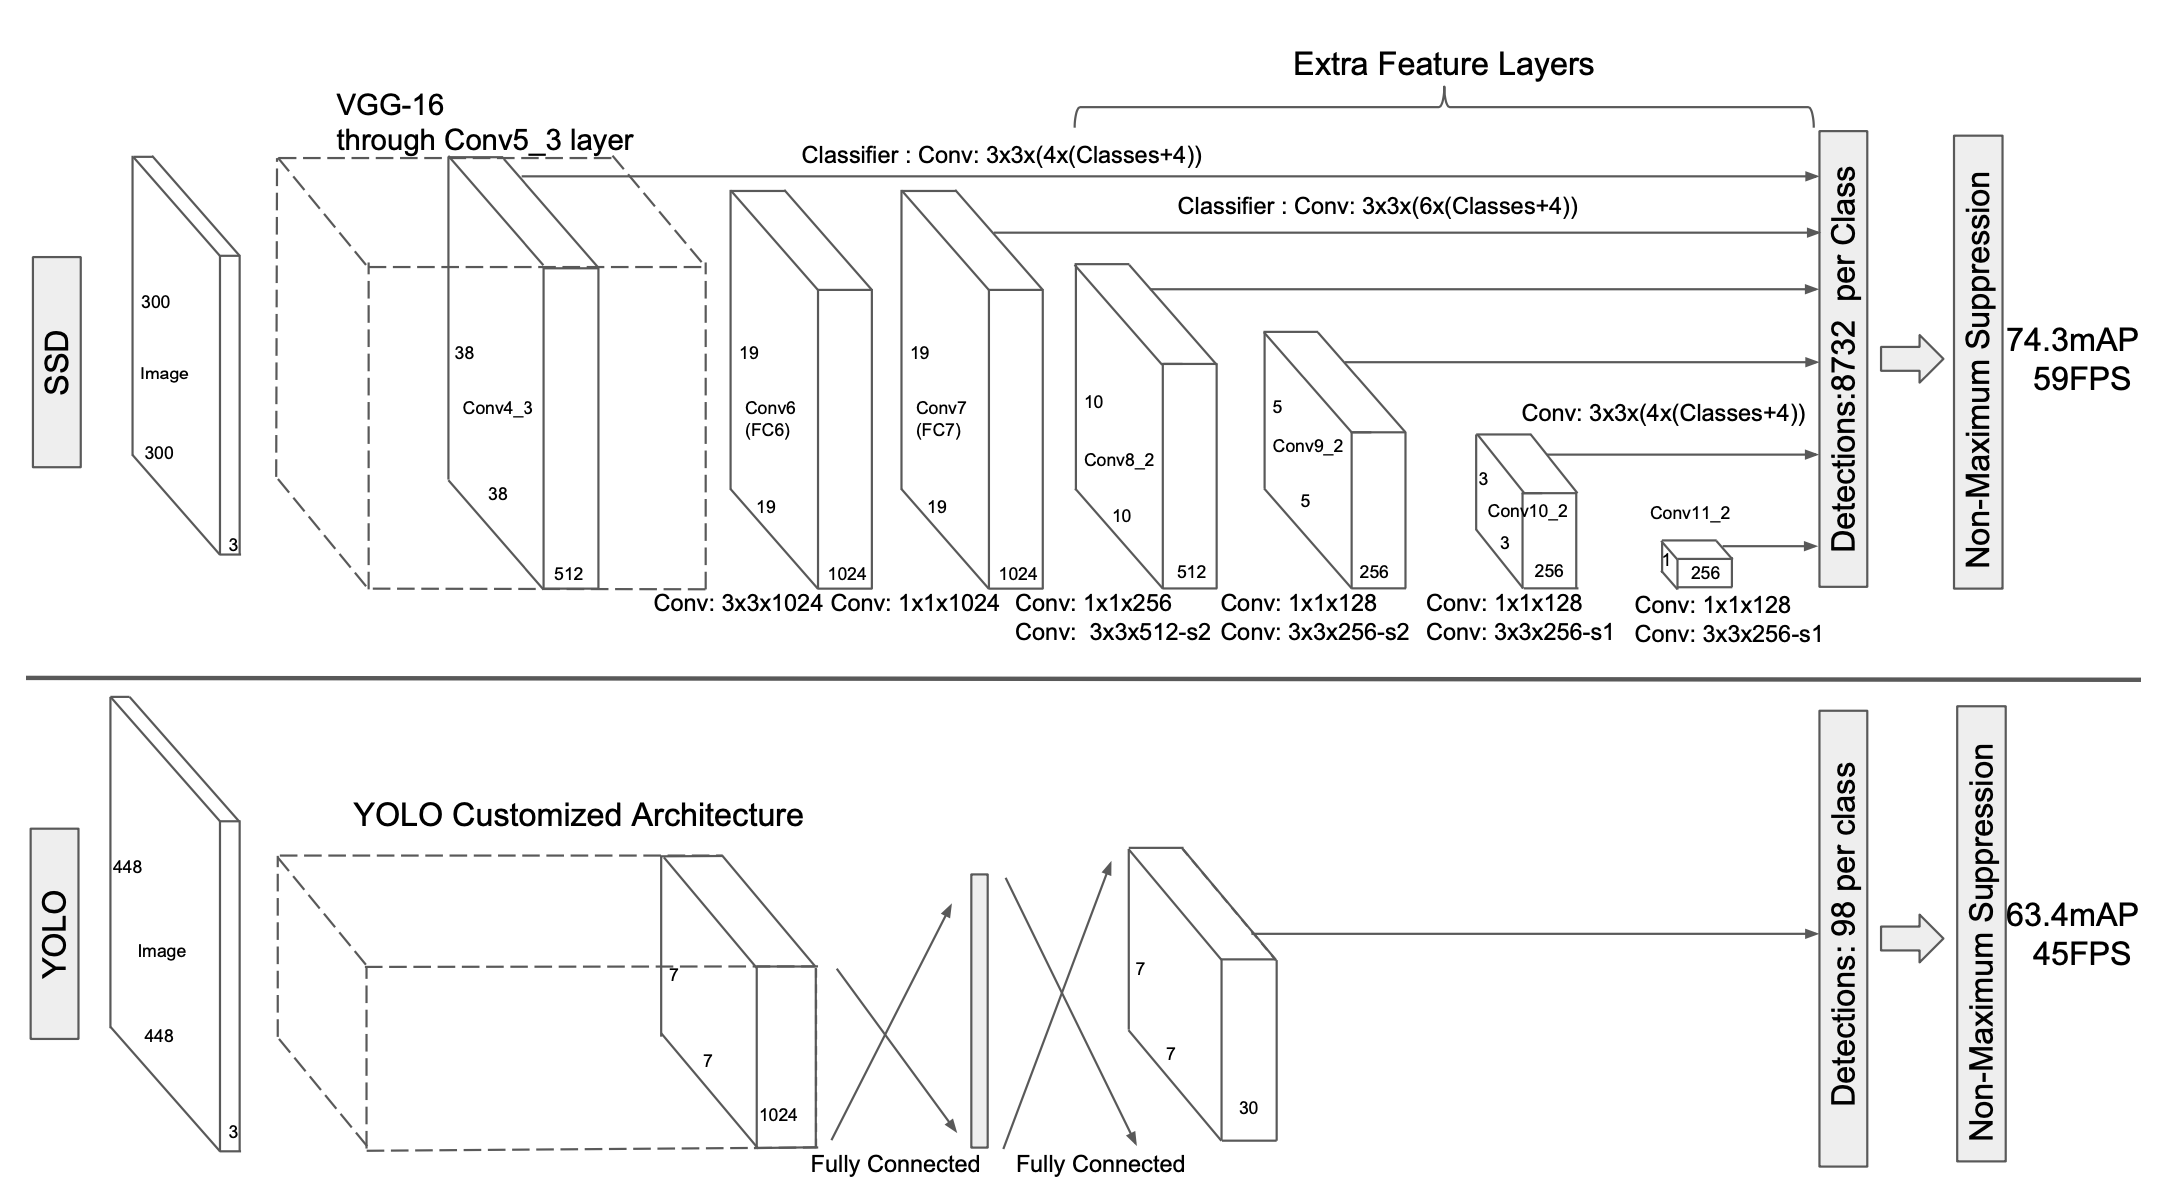 Extra Feature Layers
VGG-16
through Conv5_3 layer
Classifier : Conv: 3x3x(4x(Classes+4))
Classifier : Conv: 3x3x(6x(Classes+4))
SSD
300
Image
300
3
38
Conv4_3
38
512
19
Conv6
(FC6)
19
1024
19
Conv7
(FC7)
19
1024
10
Conv8_2
10
512
5
Conv9_2
5
256
Conv: 3x3x(4x(Classes+4))
3
Conv10_2
3
256
Conv11_2
1
256
Conv: 3x3x1024
Conv: 1x1x1024
Conv: 1x1x256
Conv: 3x3x512-s2
Conv: 1x1x128
Conv: 3x3x256-s2
Conv: 1x1x128
Conv: 3x3x256-s1
Conv: 1x1x128
Conv: 3x3x256-s1
Detections:8732 per Class
Non-Maximum Suppression
74.3mAP
59FPS
YOLO
448
Image
448
3
YOLO Customized Architecture
7
7
1024
Fully Connected
Fully Connected
7
7
30
Detections: 98 per class
Non-Maximum Suppression
63.4mAP
45FPS